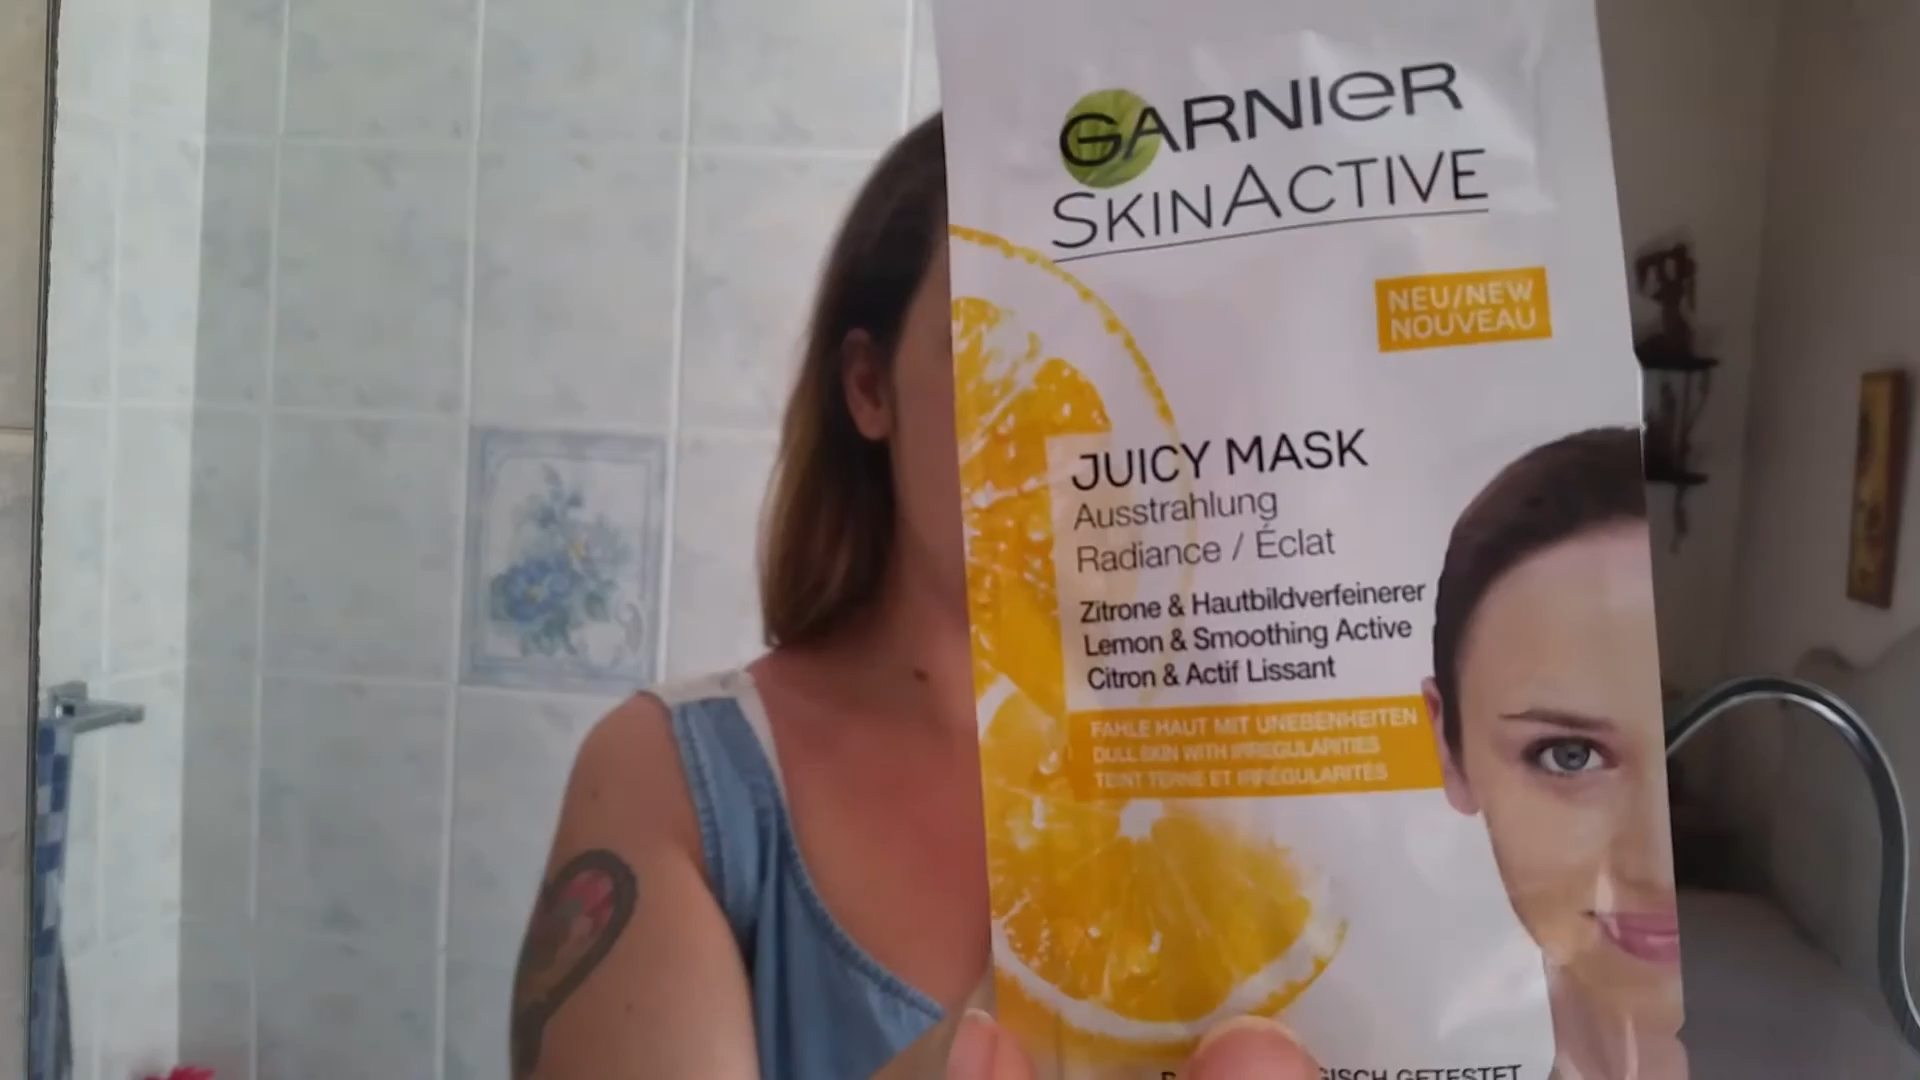 GARNIER
SKINACTIVE
NEU/NEW
NOUVEAU
JUICY MASK
Ausstrahlung
Radiance / Éclat
Zitrone & Hautbildverfeinerer
Lemon & Smoothing Active
Citron & Actif Lissant
FAHLE HAUT MIT UNEBENHEITEN
DULL SKIN WITH IRREGULARITIES
TEINT TERNE ET IRRÉGULARITÉS
GETESTET